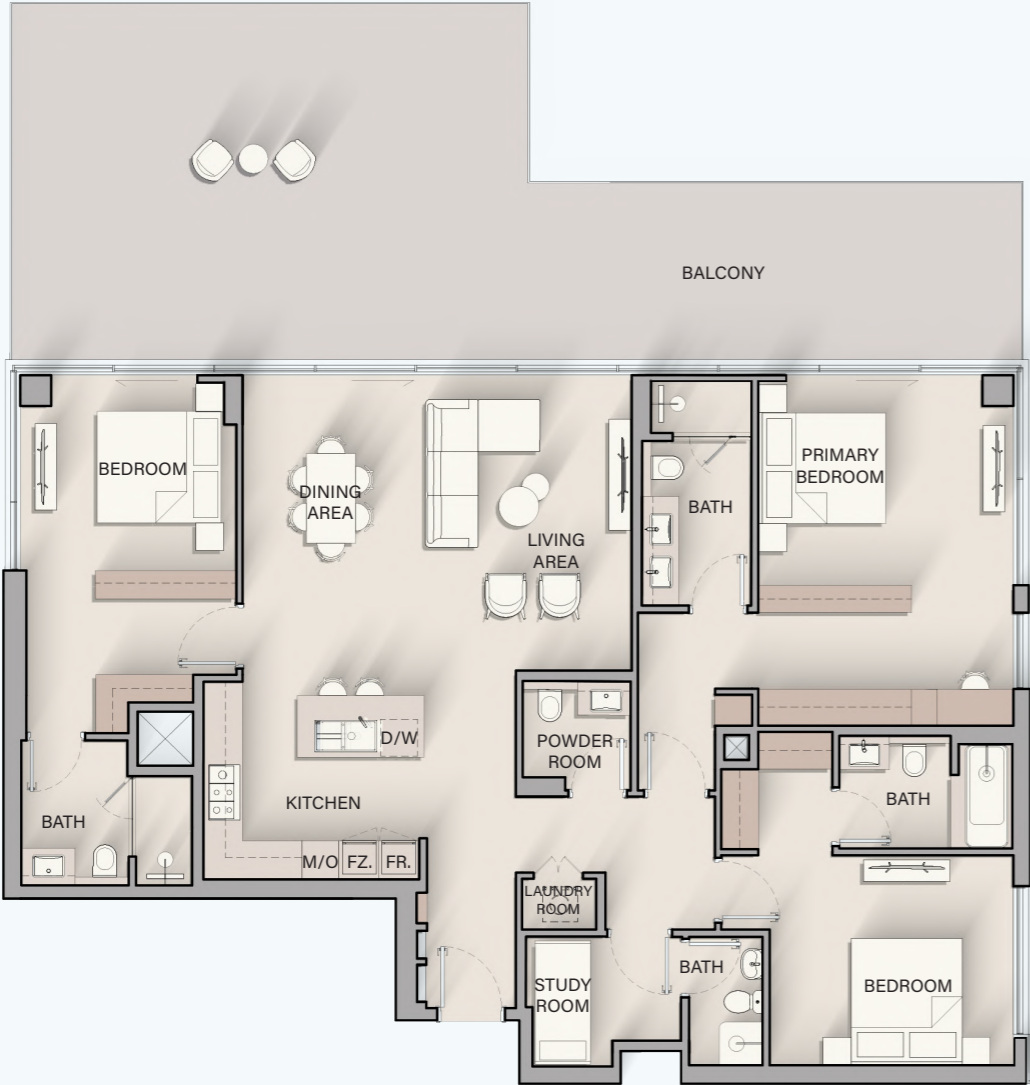 BALCONY
BEDROOM
DINING
AREA
LIVING
AREA
BATH
PRIMARY
BEDROOM
D/W
POWDER
ROOM
KITCHEN
BATH
M/O
FZ.
FR.
BATH
LAUNDRY
ROOM
STUDY
ROOM
BATH
BEDROOM